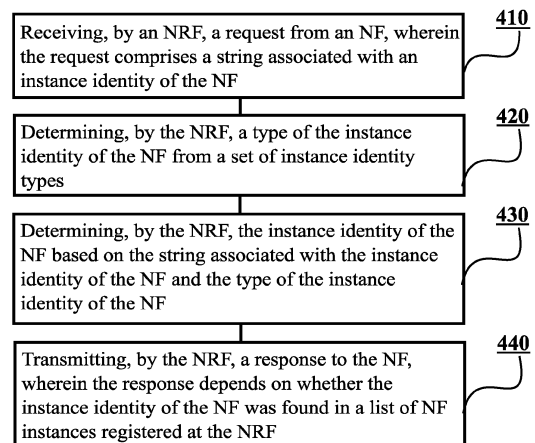 410
Receiving, by an NRF, a request from an NF, wherein
the request comprises a string associated with an
instance identity of the NF
420
Determining, by the NRF, a type of the instance
identity of the NF from a set of instance identity
types
430
Determining, by the NRF, the instance identity of the
NF based on the string associated with the instance
identity of the NF and the type of the instance
identity of the NF
440
Transmitting, by the NRF, a response to the NF,
wherein the response depends on whether the
instance identity of the NF was found in a list of NF
instances registered at the NRF